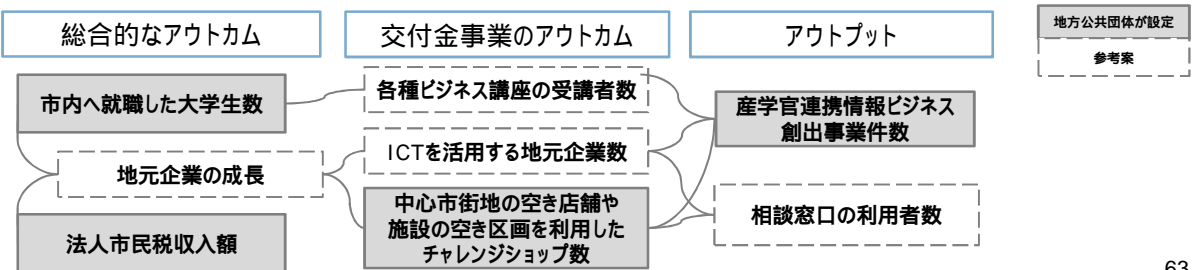 総合的なアウトカム
交付金事業のアウトカム
アウトプット
地方公共団体が設定
参考案
市内へ就職した大学生数
地元企業の成長
法人市民税収入額
各種ビジネス講座の受講者数
ICTを活用する地元企業数
中心市街地の空き店舗や
施設の空き区画を利用した
チャレンジショップ数
産学官連携情報ビジネス
創出事業件数
相談窓口の利用者数
63